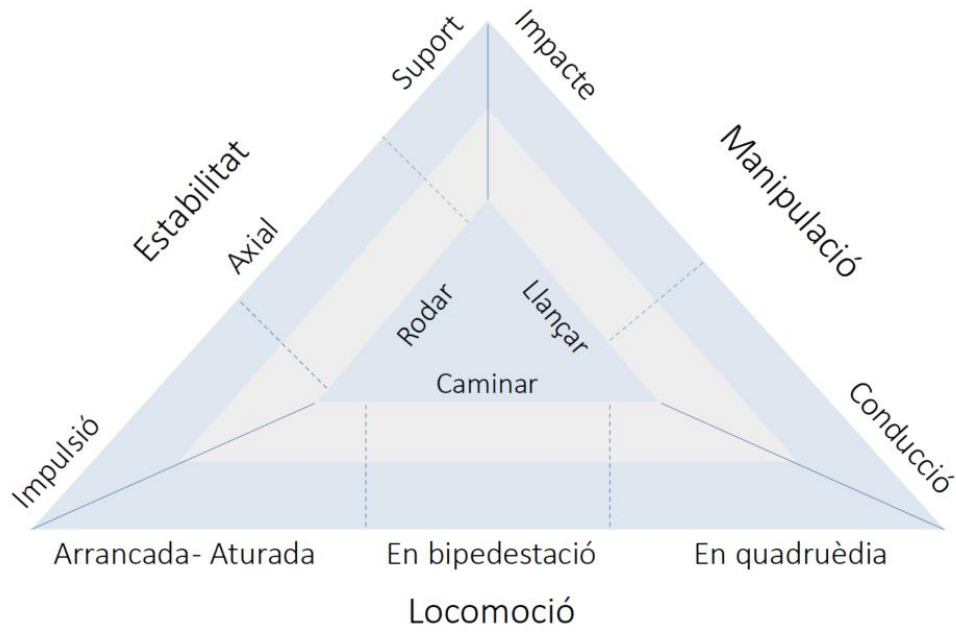 Suport
Impacte
Estabilitat
Manipulació
Axial
Rodar
Llançar
Caminar
Impulsió
Conducció
Arrancada- Aturada
En bipedestació
En quadruèdia
Locomoció